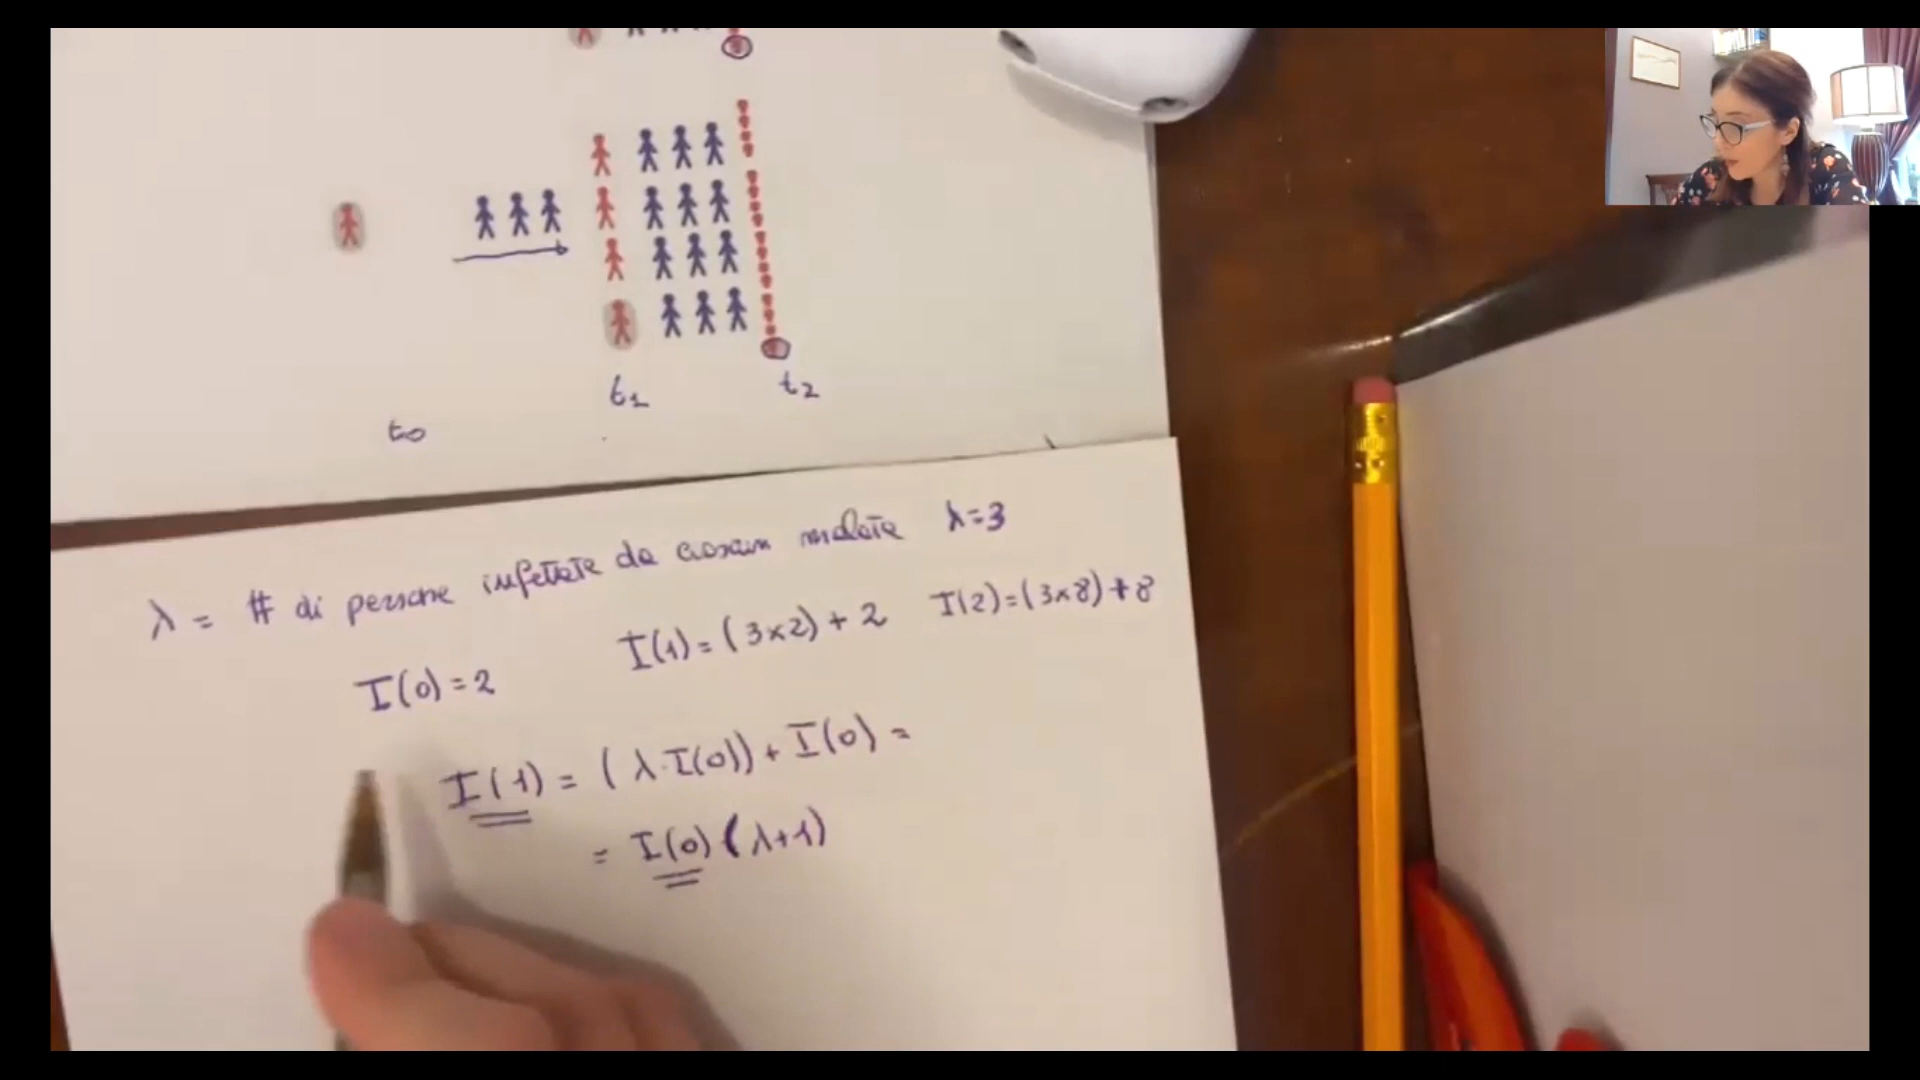 t₁ t₂
t₀
λ = # di persone infettate da ciascun malato λ=3
I(0)=2 I(1)=(3×2)+2 I(2)=(3×8)+8
I(1) = (λ·I(0))+I(0) =
= I(0)(λ+1)